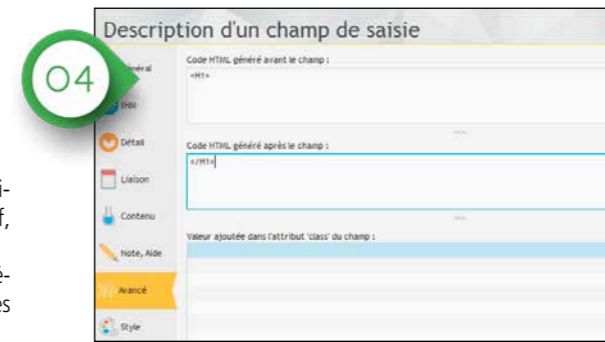 Description d'un champ de saisie
04
Général
Code HTML généré avant le champ :
<H1>
IHM
Détail
Code HTML généré après le champ :
</H1>
Liaison
Contenu
Valeur ajoutée dans l'attribut 'class' du champ :
Note, Aide
Avancé
Style
i-
f,
é-
es